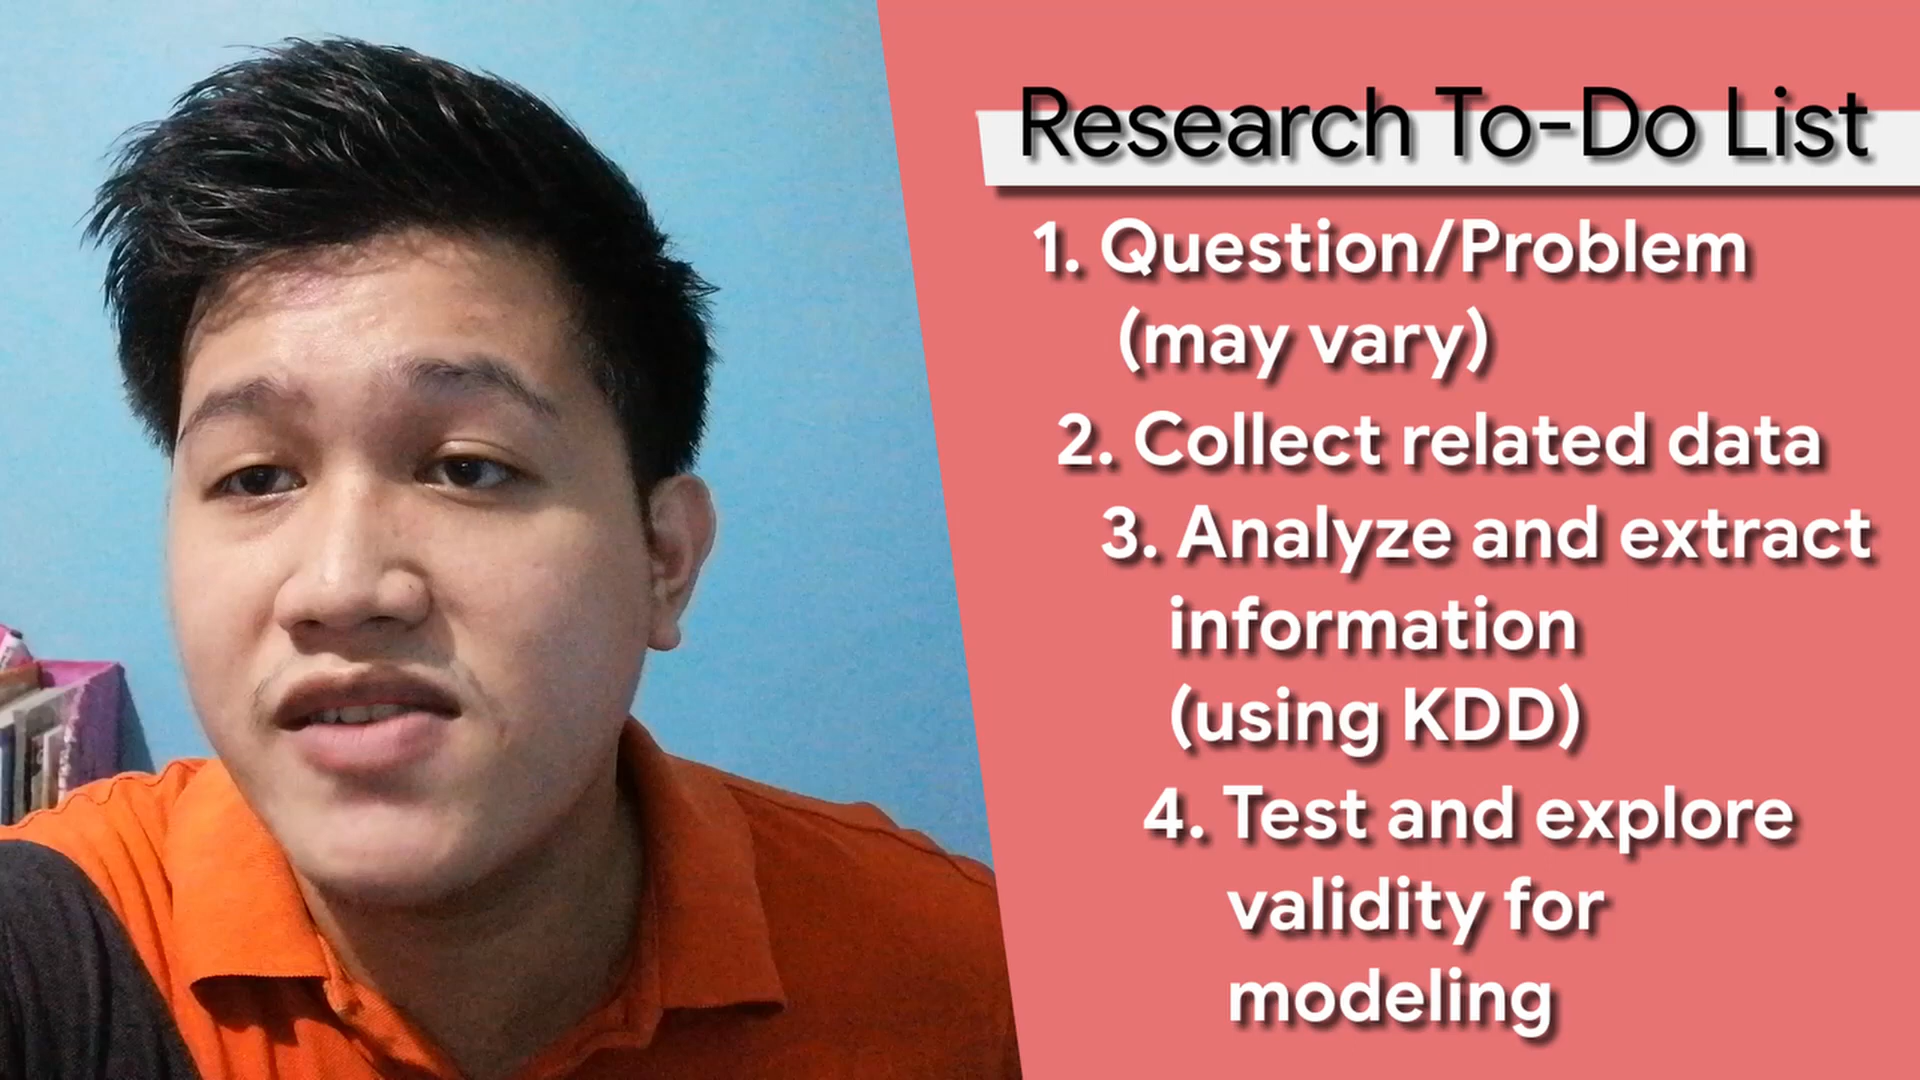 Research To-Do List
1. Question/Problem
(may vary)
2. Collect related data
3. Analyze and extract
information
(using KDD)
4. Test and explore
validity for
modeling